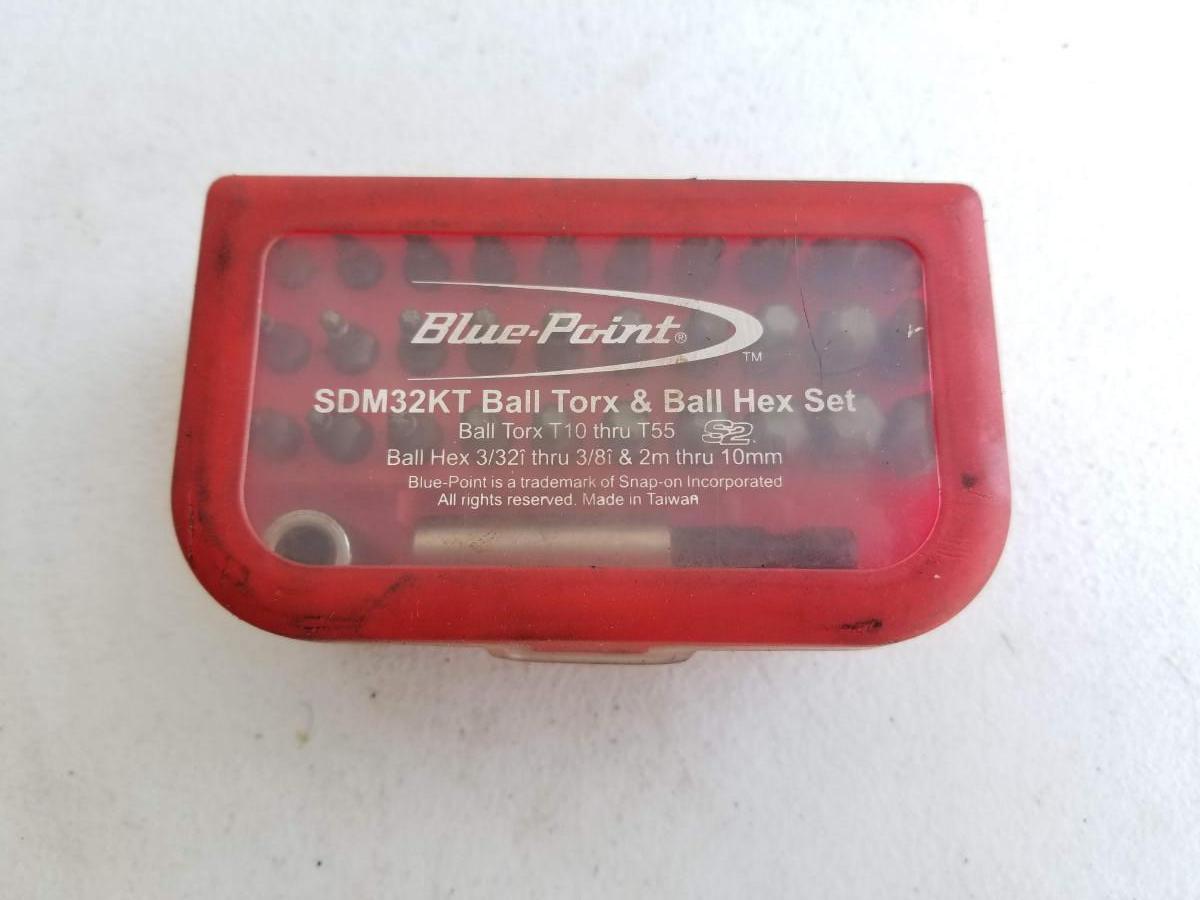 Blue-Point®
TM
SDM32KT Ball Torx & Ball Hex Set
Ball Torx T10 thru T55 S2
Ball Hex 3/32î thru 3/8î & 2m thru 10mm
Blue-Point is a trademark of Snap-on Incorporated
All rights reserved. Made in Taiwan